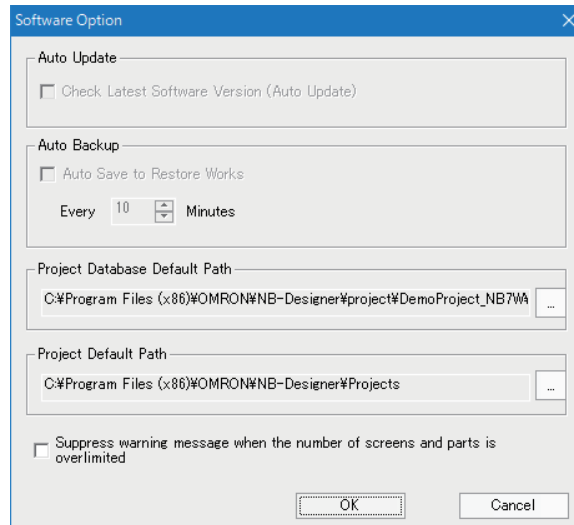 Software Option
Auto Update
Check Latest Software Version (Auto Update)
Auto Backup
Auto Save to Restore Works
Every 10 Minutes
Project Database Default Path
C:¥Program Files (x86)¥OMRON¥NB-Designer¥project¥DemoProject_NB7WA
...
Project Default Path
C:¥Program Files (x86)¥OMRON¥NB-Designer¥Projects
...
Suppress warning message when the number of screens and parts is
overlimited
OK Cancel